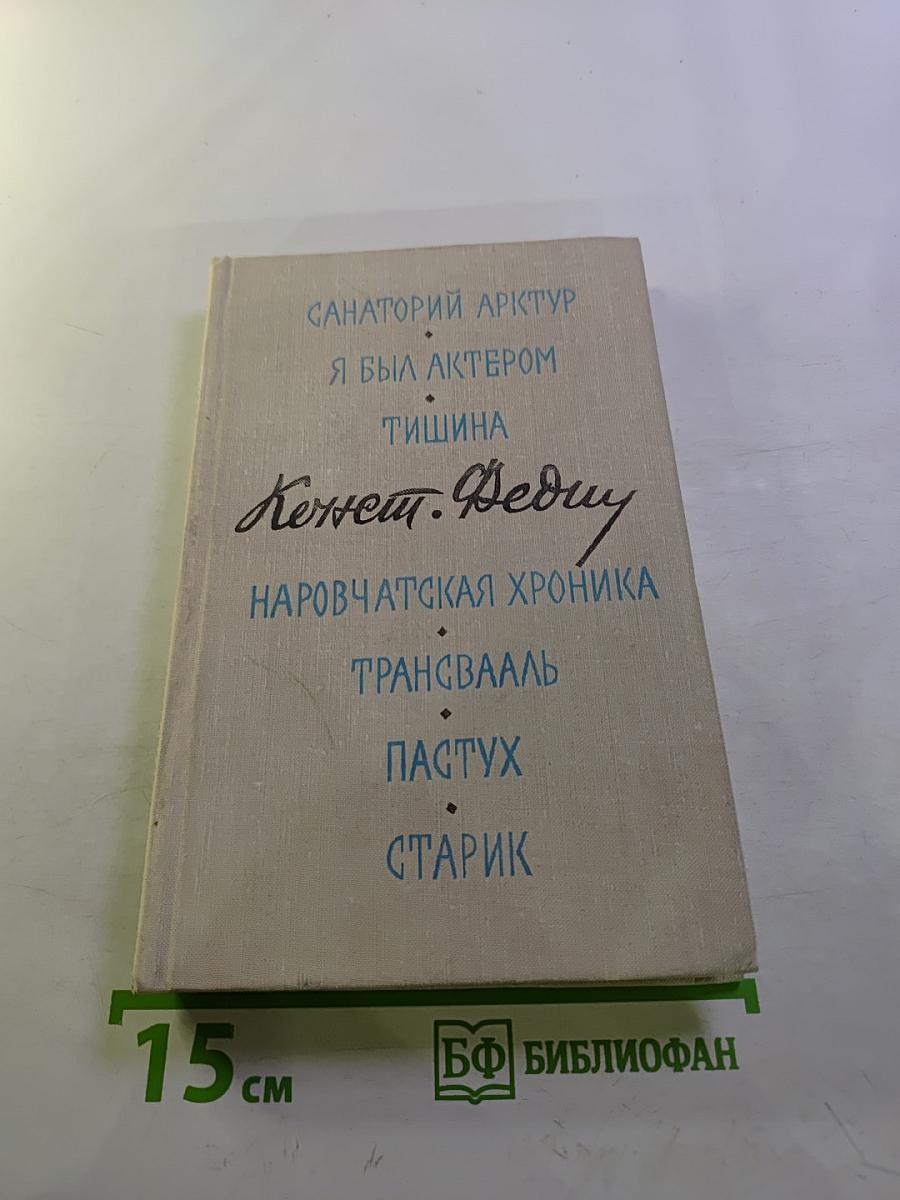 САНАТОРИЙ АРКТУР
Я БЫЛ АКТЕРОМ
ТИШИНА
Конст. Федин
НАРОВЧАТСКАЯ ХРОНИКА
ТРАНСВААЛЬ
ПАСТУХ
СТАРИК
15 см
БФ БИБЛИОФАН